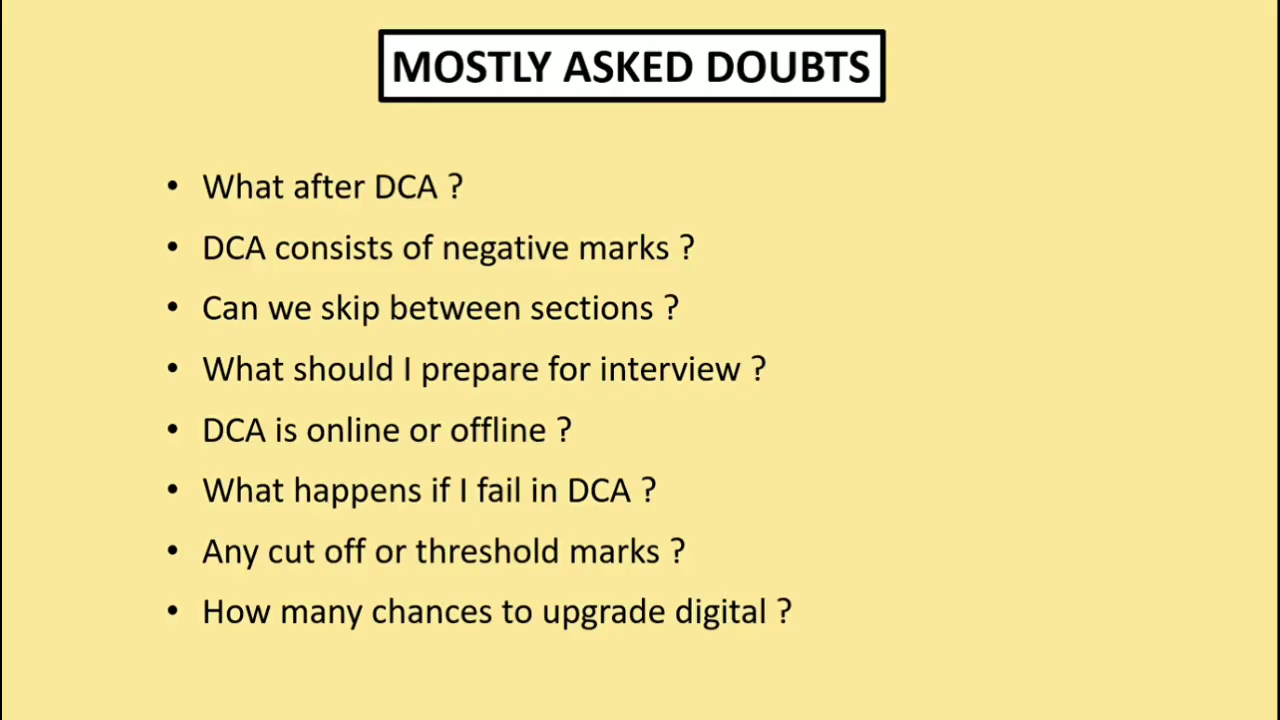 MOSTLY ASKED DOUBTS
• What after DCA ?
• DCA consists of negative marks ?
• Can we skip between sections ?
• What should I prepare for interview ?
• DCA is online or offline ?
• What happens if I fail in DCA ?
• Any cut off or threshold marks ?
• How many chances to upgrade digital ?